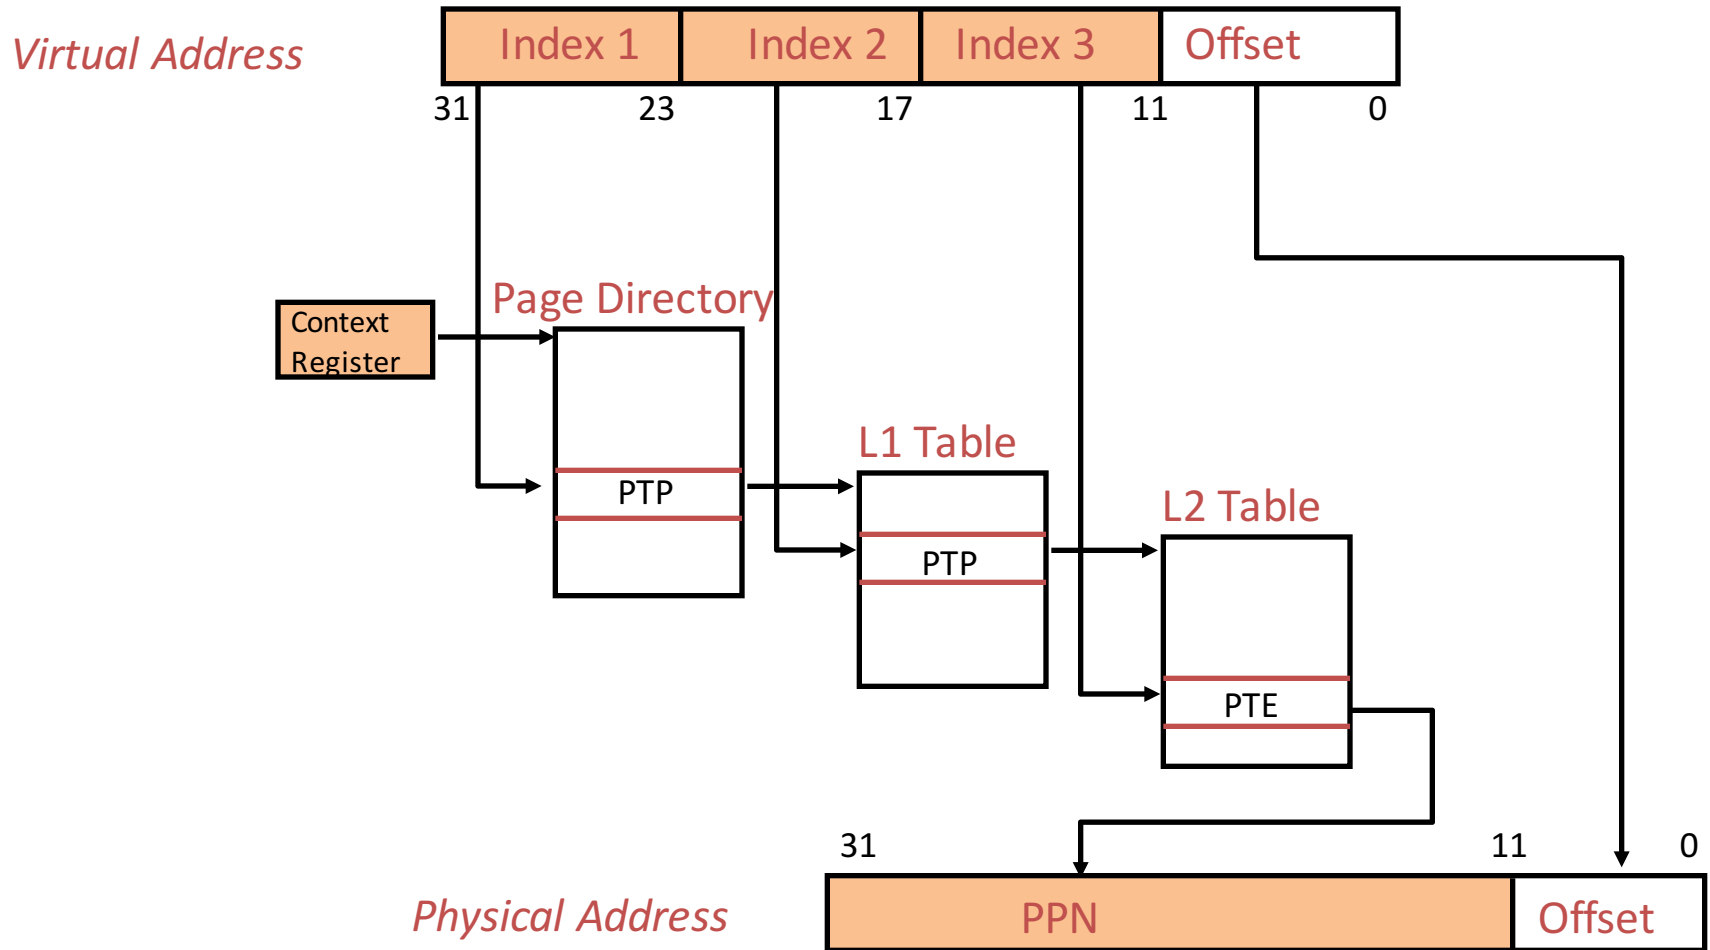 Virtual Address
Index 1 Index 2 Index 3 Offset
31 23 17 11 0
Page Directory
Context
Register
PTP
L1 Table
PTP
L2 Table
PTE
31 11 0
Physical Address
PPN Offset